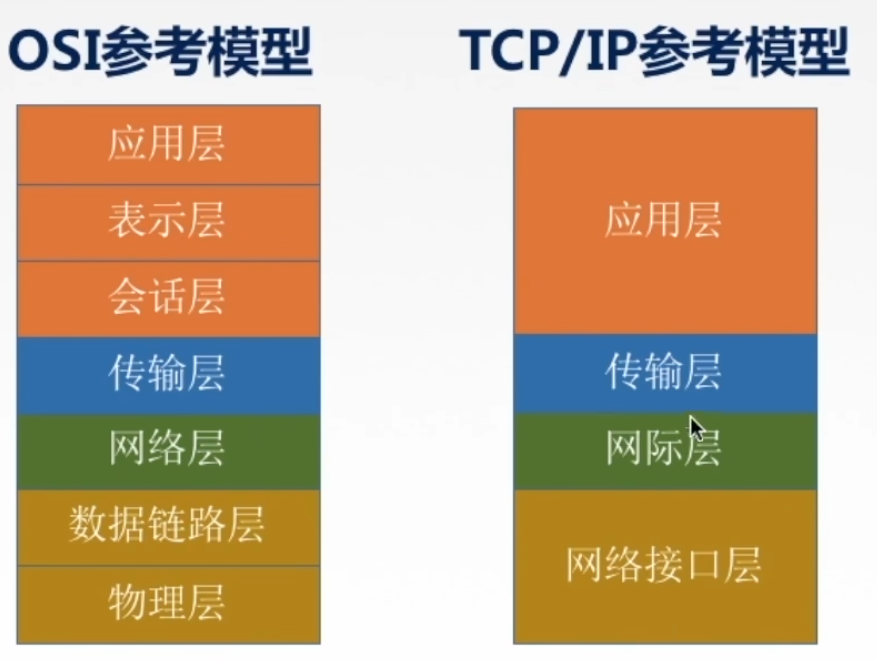 OSI参考模型
应用层
表示层
会话层
传输层
网络层
数据链路层
物理层
TCP/IP参考模型
应用层
传输层
网际层
网络接口层